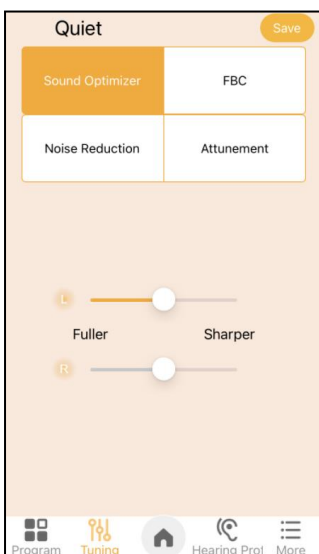 Quiet Save
Sound Optimizer FBC
Noise Reduction Attunement
L
Fuller Sharper
R
Program Tuning Hearing Prot More